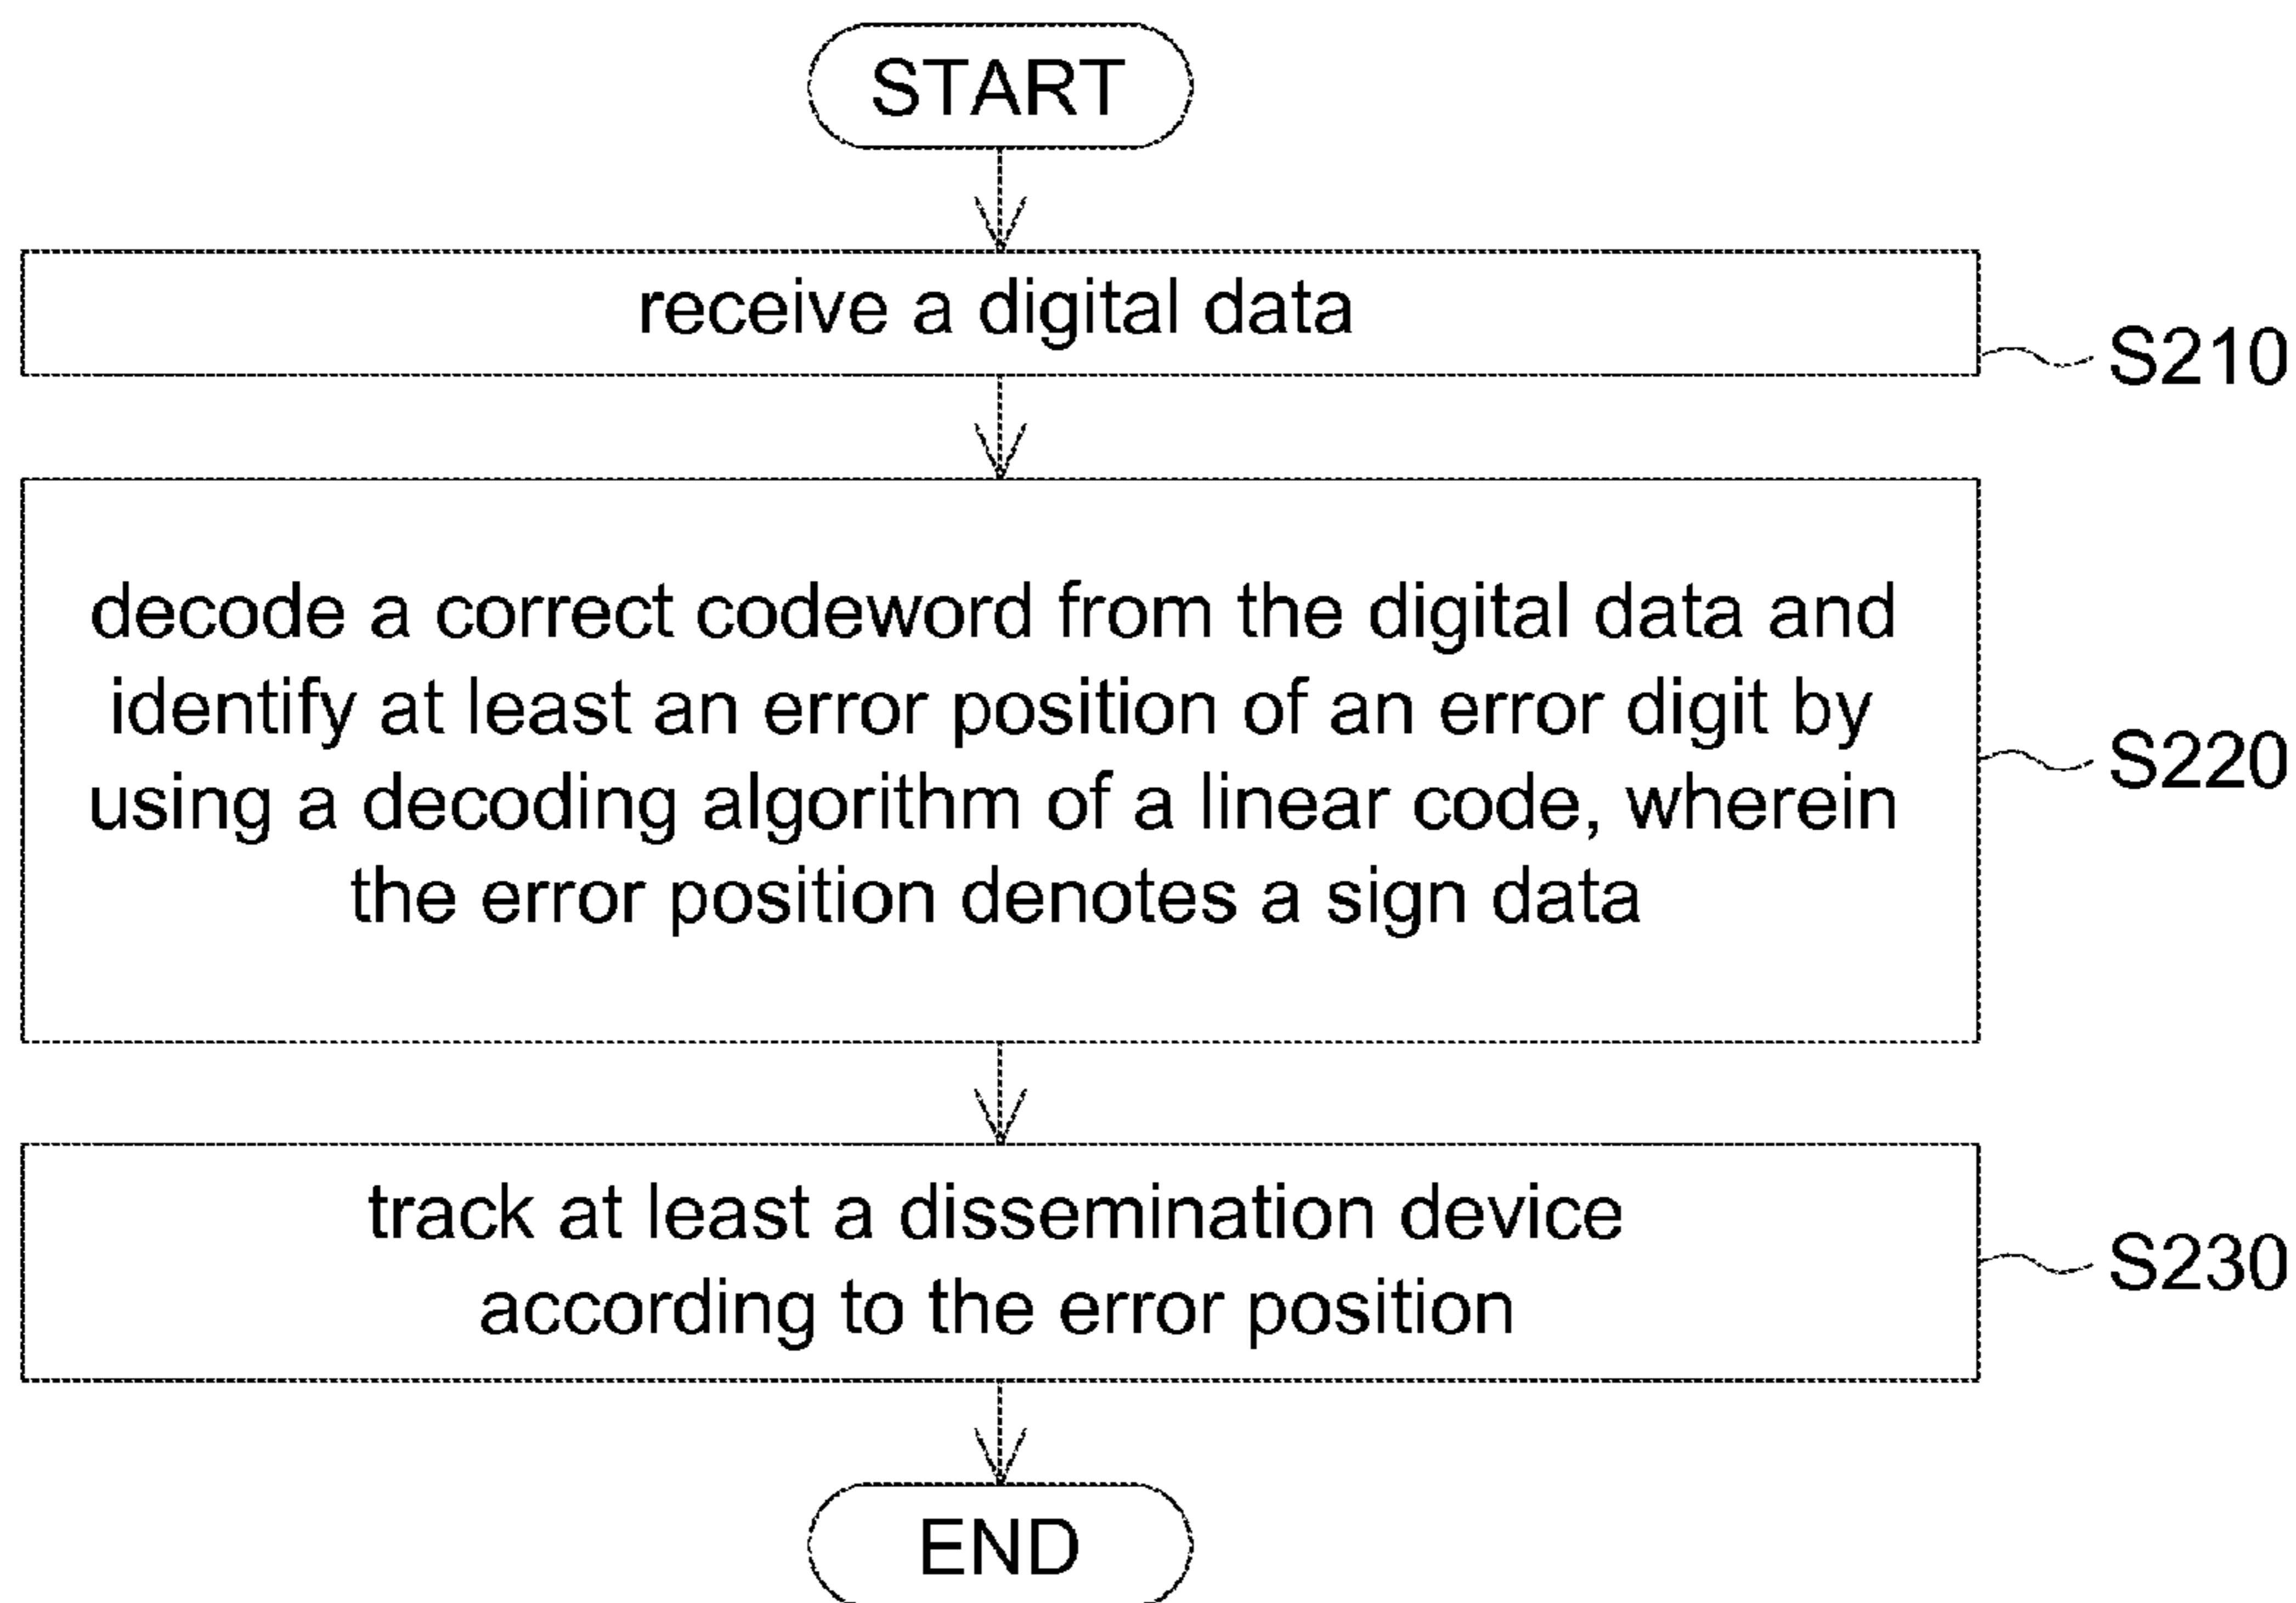 START
receive a digital data
S210
decode a correct codeword from the digital data and
identify at least an error position of an error digit by
using a decoding algorithm of a linear code, wherein
the error position denotes a sign data
S220
track at least a dissemination device
according to the error position
S230
END